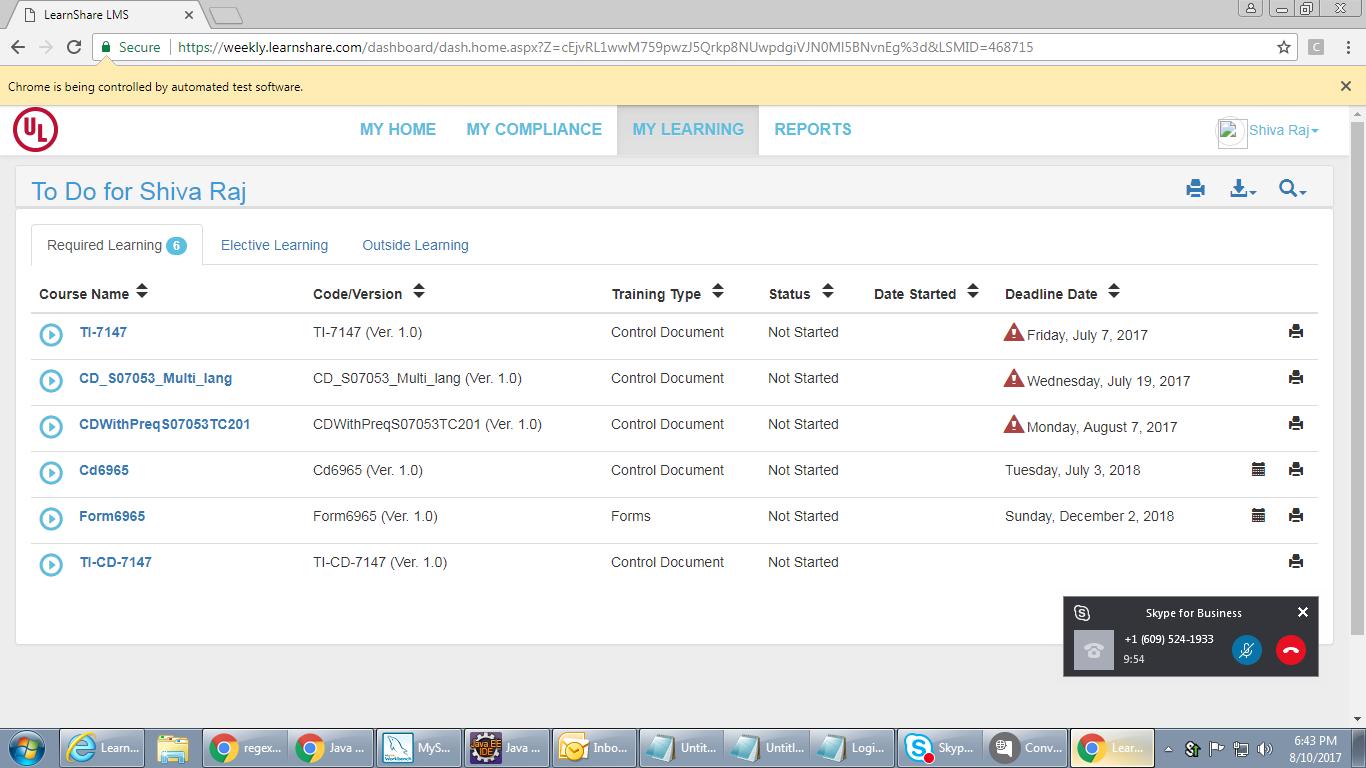 LearnShare LMS
Secure https://weekly.learnshare.com/dashboard/dash.home.aspx?Z=cEjvRL1wwM759pwzJ5Qrkp8NUwpdgiVJN0MI5BNvnEg%3d&LSMID=468715
C
Chrome is being controlled by automated test software.
UL MY HOME MY COMPLIANCE MY LEARNING REPORTS Shiva Raj
To Do for Shiva Raj
Required Learning 6 Elective Learning Outside Learning
Course Name Code/Version Training Type Status Date Started Deadline Date
TI-7147 TI-7147 (Ver. 1.0) Control Document Not Started Friday, July 7, 2017
CD_S07053_Multi_lang CD_S07053_Multi_lang (Ver. 1.0) Control Document Not Started Wednesday, July 19, 2017
CDWithPreqS07053TC201 CDWithPreqS07053TC201 (Ver. 1.0) Control Document Not Started Monday, August 7, 2017
Cd6965 Cd6965 (Ver. 1.0) Control Document Not Started Tuesday, July 3, 2018
Form6965 Form6965 (Ver. 1.0) Forms Not Started Sunday, December 2, 2018
TI-CD-7147 TI-CD-7147 (Ver. 1.0) Control Document Not Started
Skype for Business
+1 (609) 524-1933
9:54
Learn... regex... Java ... MyS... Java ... Inbo... Untit... Untitl... Logi... Skyp... Conv... Lear...
6:43 PM
8/10/2017